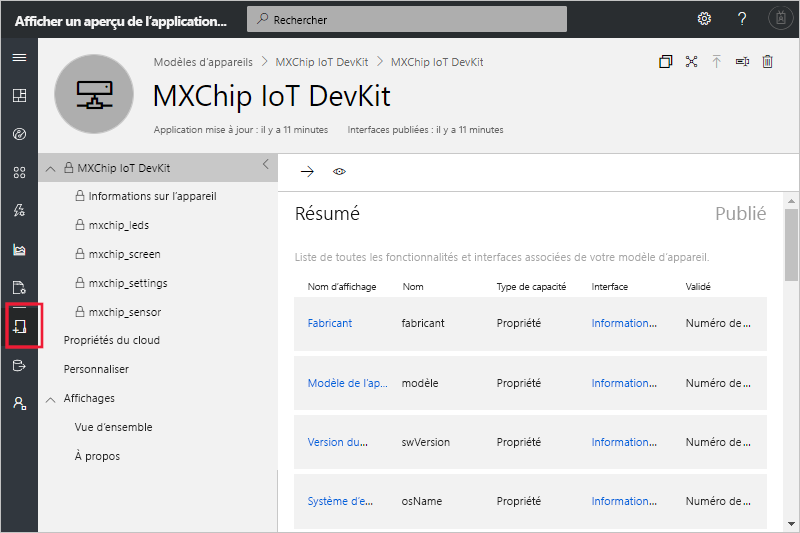 Afficher un aperçu de l’application...
Rechercher
Modèles d’appareils > MXChip IoT DevKit > MXChip IoT DevKit
MXChip IoT DevKit
Application mise à jour : il y a 11 minutes Interfaces publiées : il y a 11 minutes
MXChip IoT DevKit
Informations sur l’appareil
mxchip_leds
mxchip_screen
mxchip_settings
mxchip_sensor
Propriétés du cloud
Personnaliser
Affichages
Vue d’ensemble
À propos
Résumé
Publié
Liste de toutes les fonctionnalités et interfaces associées de votre modèle d’appareil.
Nom d’affichage Nom Type de capacité Interface Validé
Fabricant fabricant Propriété Information... Numéro de...
Modèle de l’ap... modèle Propriété Information... Numéro de...
Version du... swVersion Propriété Information... Numéro de...
Système d’e... osName Propriété Information... Numéro de...